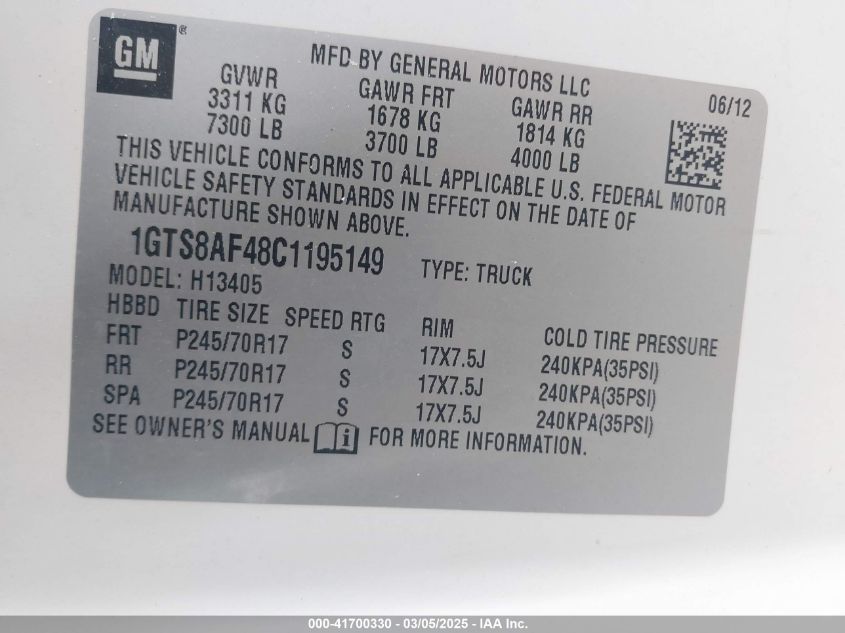 GM®
MFD BY GENERAL MOTORS LLC
06/12
GVWR GAWR FRT GAWR RR
3311 KG 1678 KG 1814 KG
7300 LB 3700 LB 4000 LB
THIS VEHICLE CONFORMS TO ALL APPLICABLE U.S. FEDERAL MOTOR
VEHICLE SAFETY STANDARDS IN EFFECT ON THE DATE OF
MANUFACTURE SHOWN ABOVE.
1GTS8AF48C1195149 TYPE: TRUCK
MODEL: H13405
HBBD TIRE SIZE SPEED RTG RIM COLD TIRE PRESSURE
FRT P245/70R17 S 17X7.5J 240KPA(35PSI)
RR P245/70R17 S 17X7.5J 240KPA(35PSI)
SPA P245/70R17 S 17X7.5J 240KPA(35PSI)
SEE OWNER'S MANUAL i FOR MORE INFORMATION.
000-41700330 - 03/05/2025 - IAA, Inc.